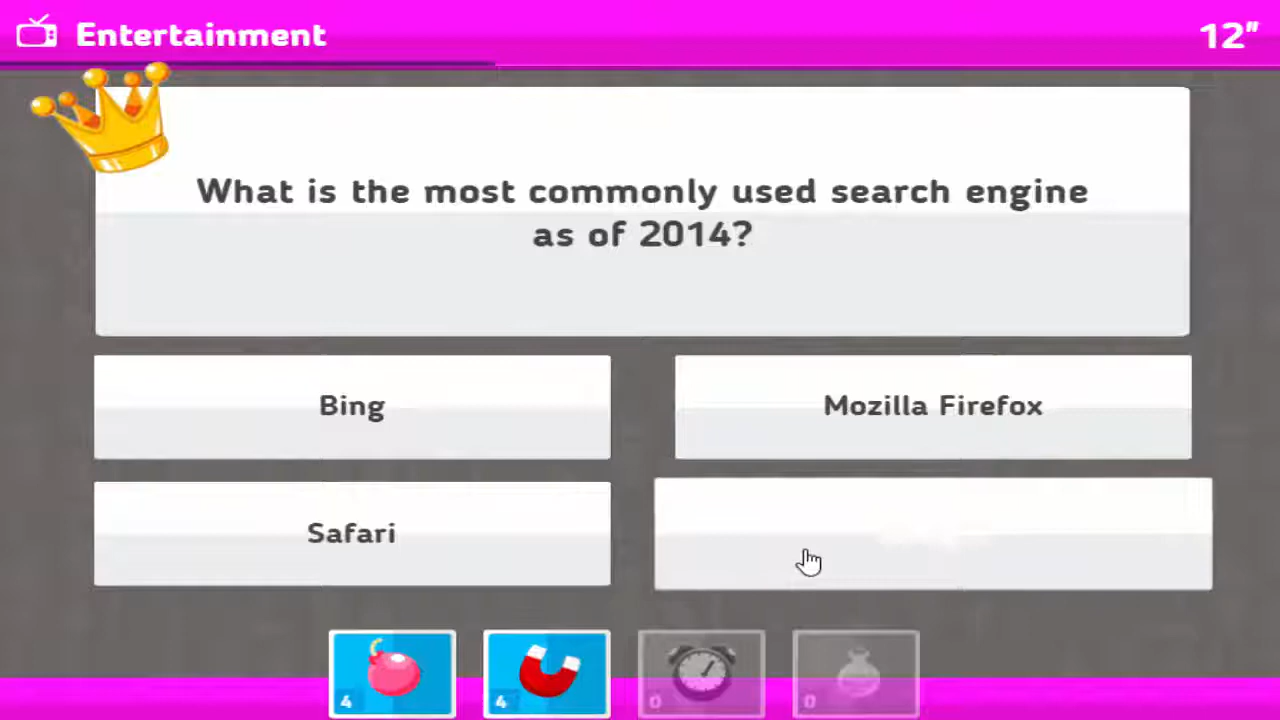 Entertainment
12"
What is the most commonly used search engine
as of 2014?
Bing
Mozilla Firefox
Safari
4
4
0
0